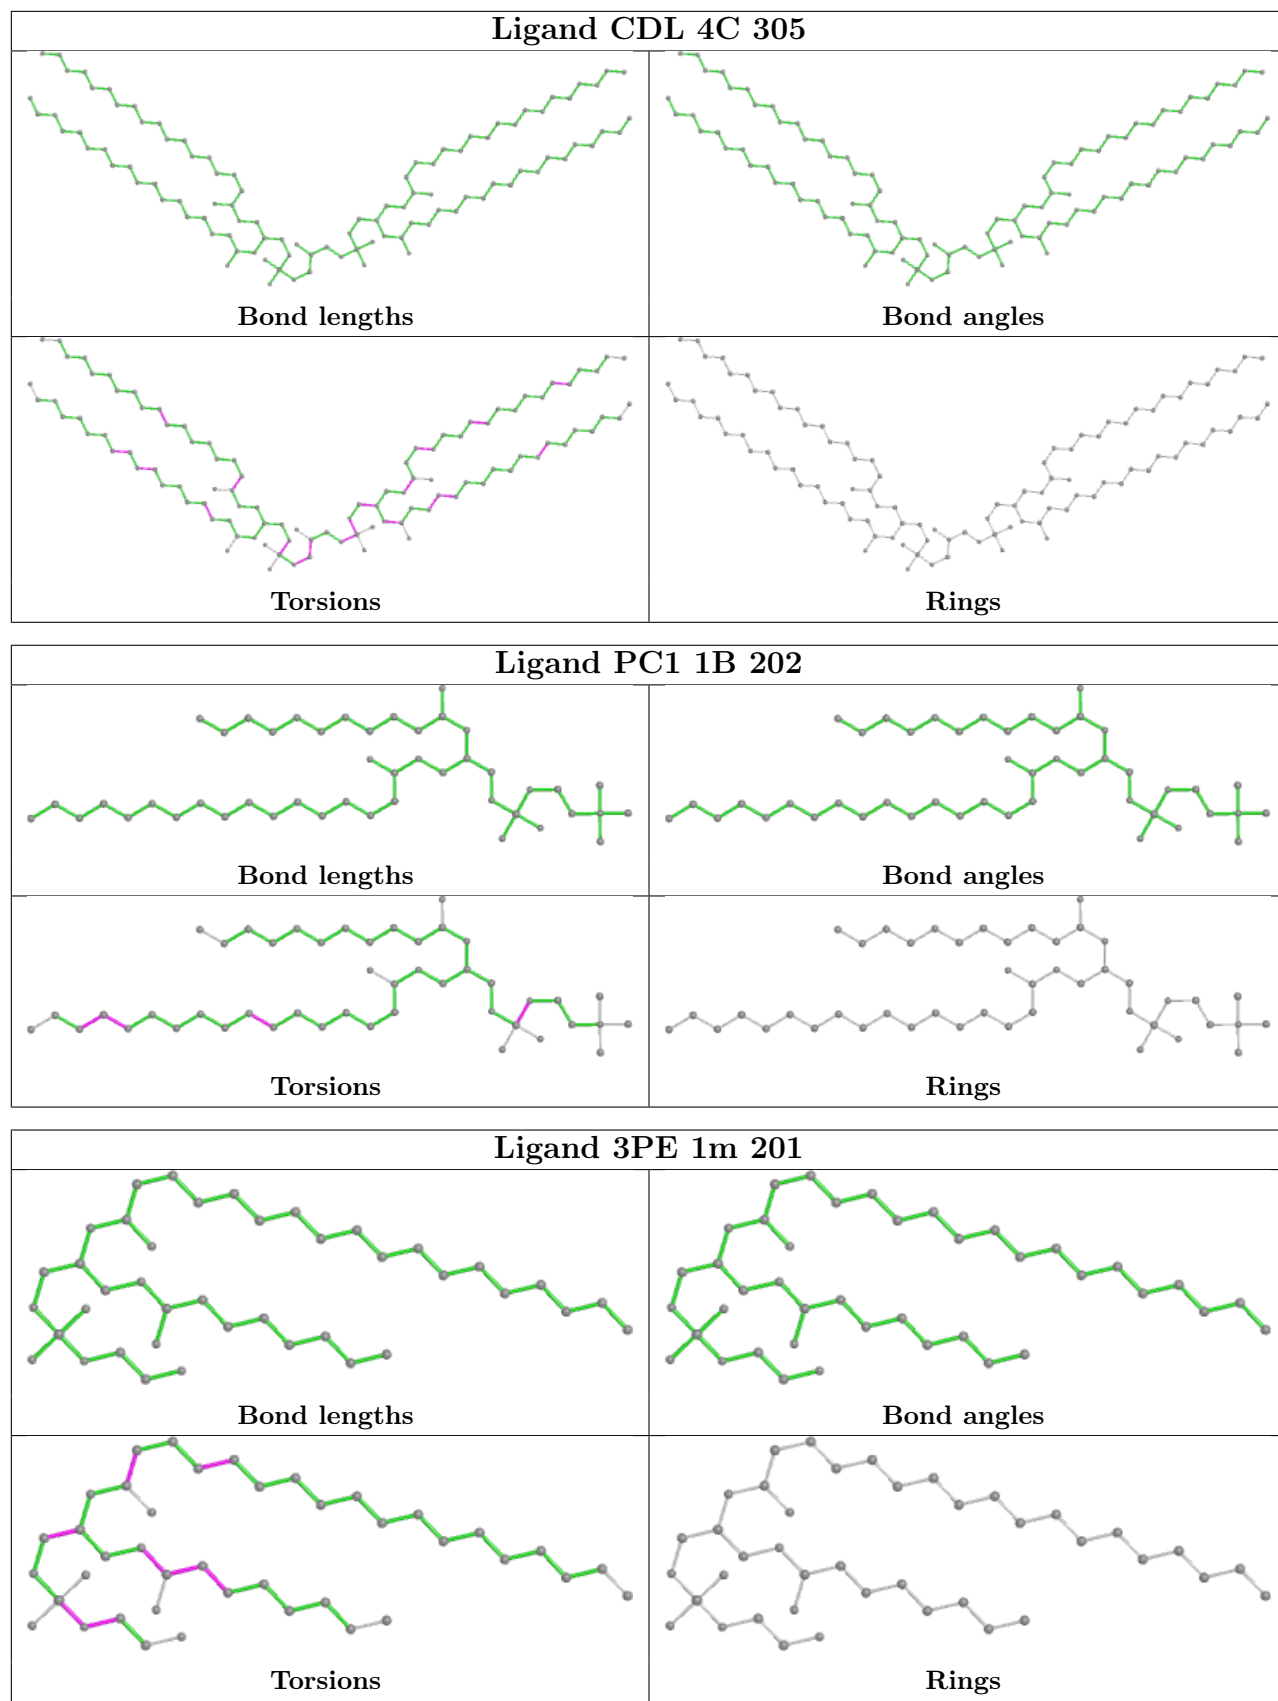 Ligand CDL 4C 305
Bond lengths
Bond angles
Torsions
Rings
Ligand PC1 1B 202
Bond lengths
Bond angles
Torsions
Rings
Ligand 3PE 1m 201
Bond lengths
Bond angles
Torsions
Rings